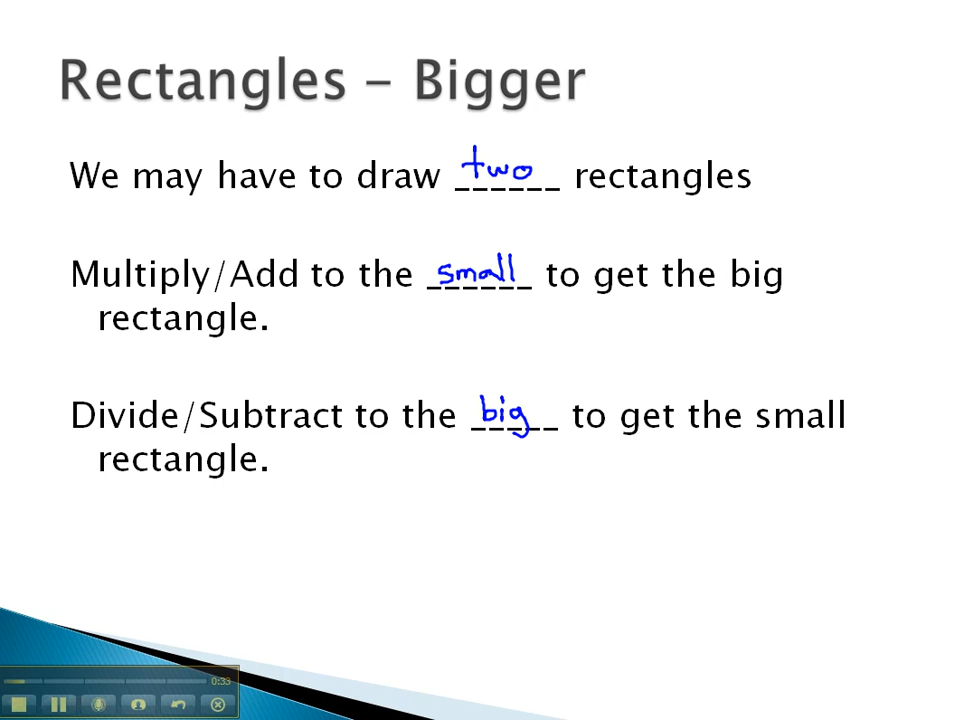 Rectangles - Bigger
We may have to draw two rectangles
Multiply/Add to the small to get the big
rectangle.
Divide/Subtract to the big to get the small
rectangle.
0:33